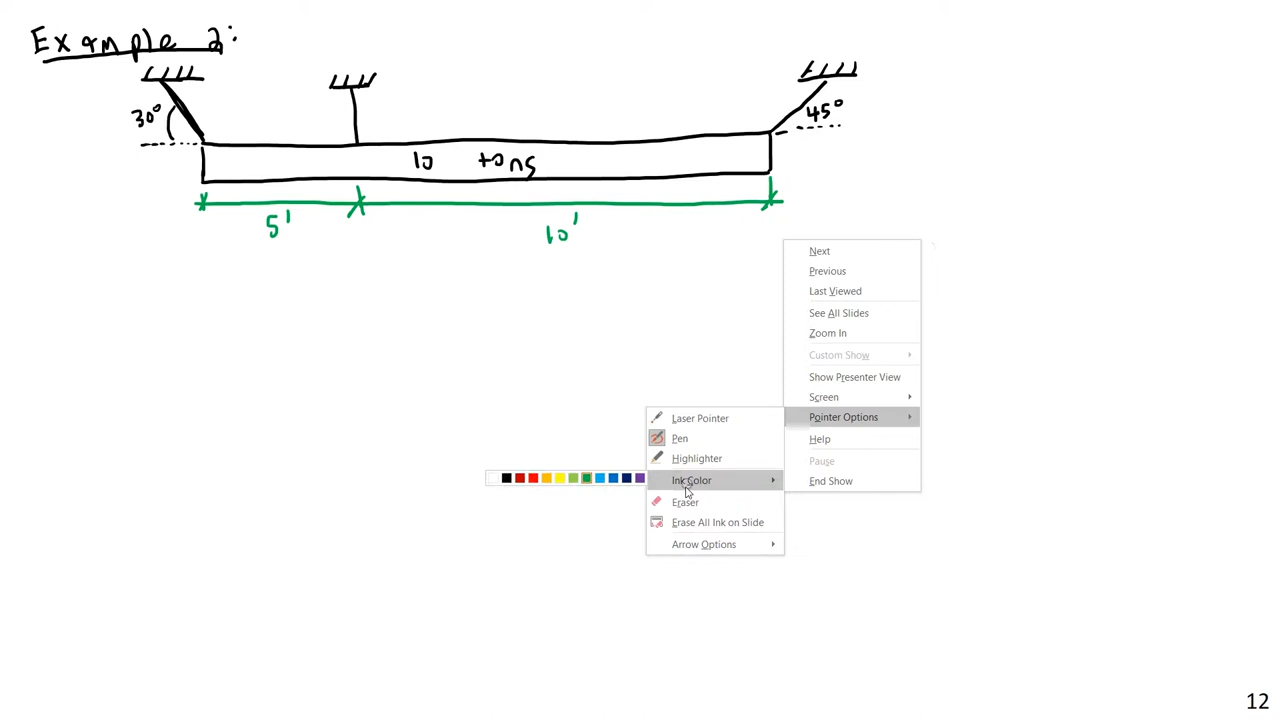 Example 2:
30° 45°
10 tons
5' 10'
Next
Previous
Last Viewed
See All Slides
Zoom In
Custom Show
Show Presenter View
Screen
Pointer Options
Help
Pause
End Show
Laser Pointer
Pen
Highlighter
Ink Color
Eraser
Erase All Ink on Slide
Arrow Options
12